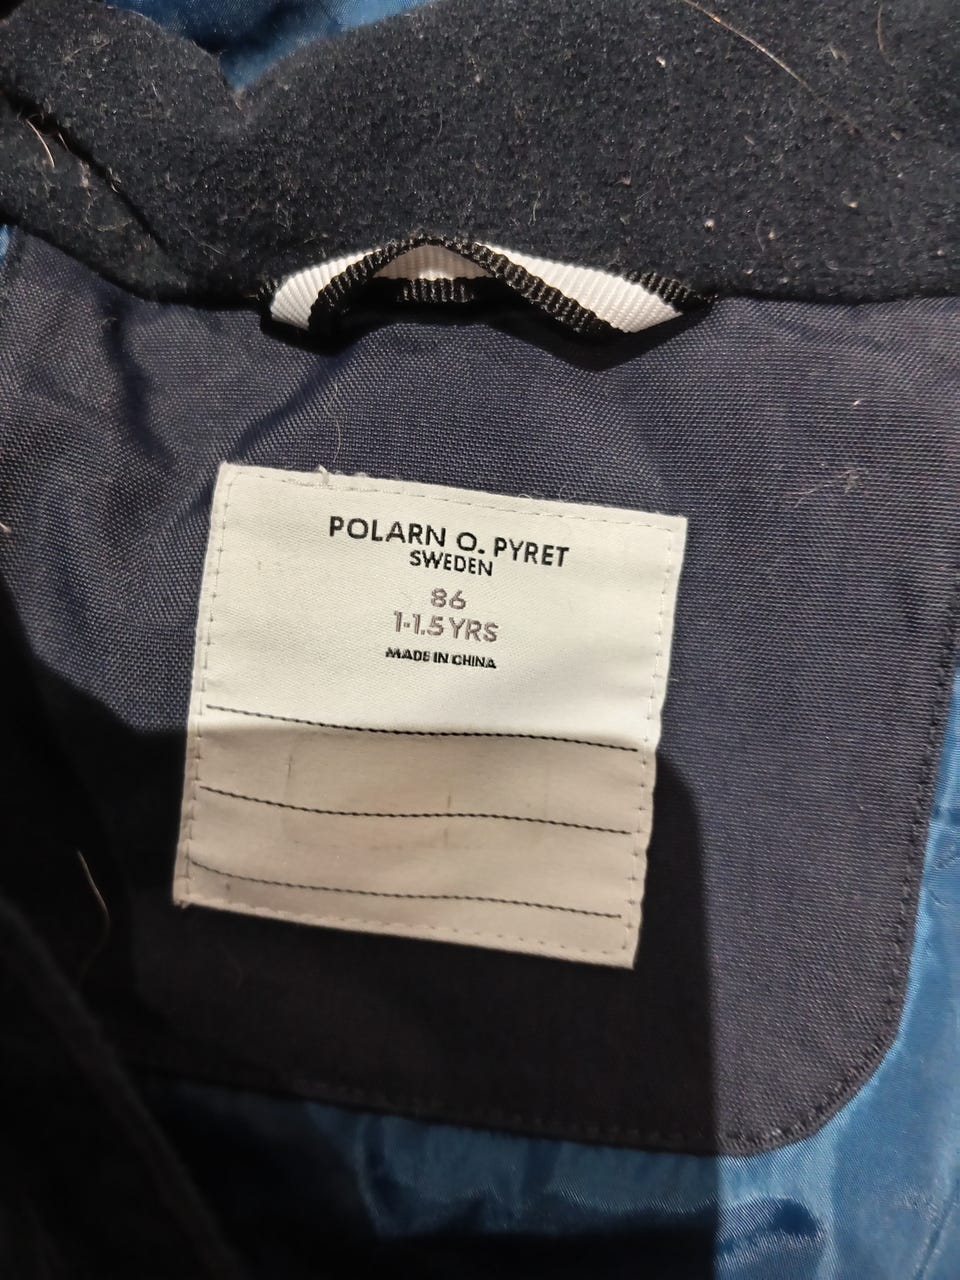 POLARN O. PYRET
SWEDEN
86
1-1.5 YRS
MADE IN CHINA